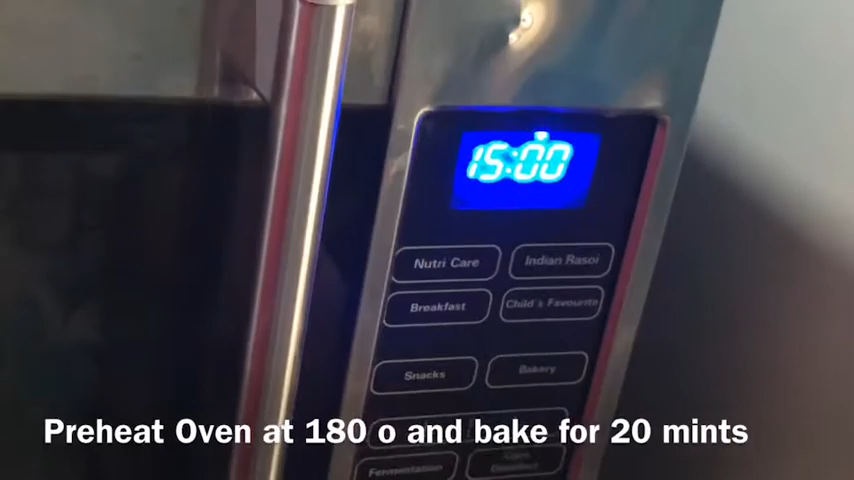 15:00
Nutri Care
Indian Rasoi
Breakfast
Child's Favourite
Snacks
Bakery
Preheat Oven at 180 o and bake for 20 mints
Fermentation